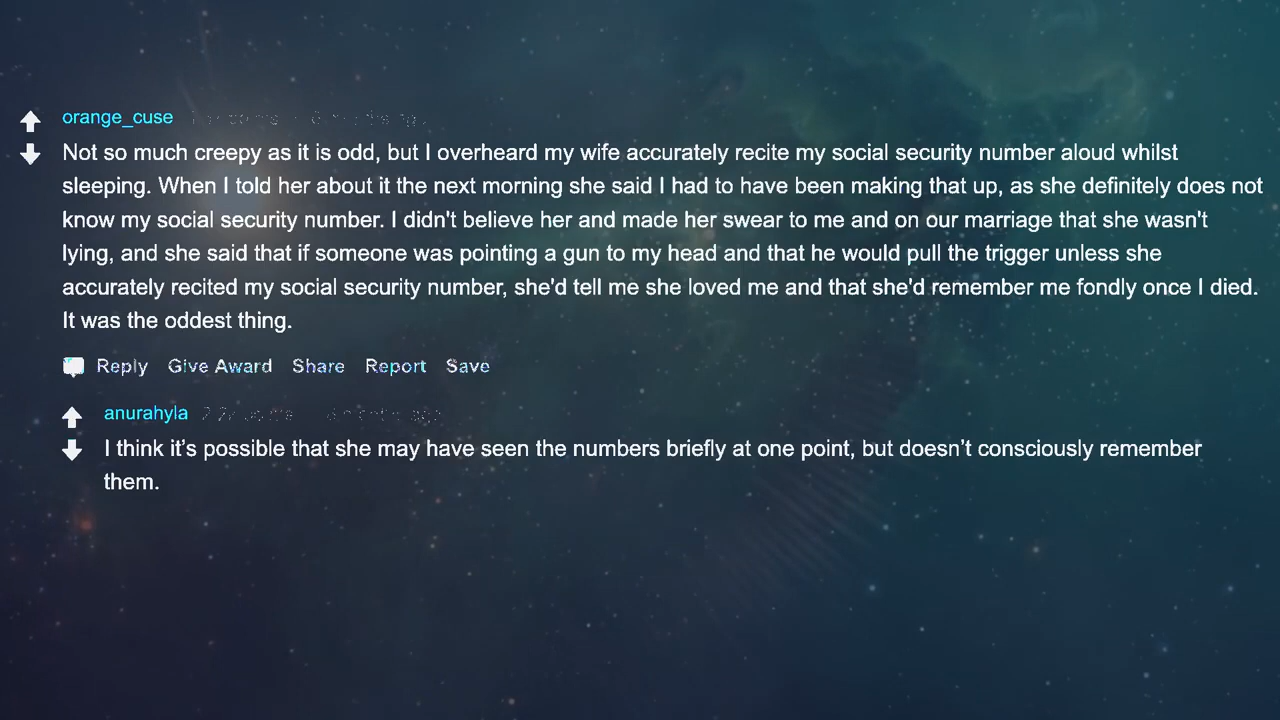 orange_cuse
Not so much creepy as it is odd, but I overheard my wife accurately recite my social security number aloud whilst
sleeping. When I told her about it the next morning she said I had to have been making that up, as she definitely does not
know my social security number. I didn't believe her and made her swear to me and on our marriage that she wasn't
lying, and she said that if someone was pointing a gun to my head and that he would pull the trigger unless she
accurately recited my social security number, she'd tell me she loved me and that she'd remember me fondly once I died.
It was the oddest thing.
Reply Give Award Share Report Save
anurahyla
I think it’s possible that she may have seen the numbers briefly at one point, but doesn’t consciously remember
them.